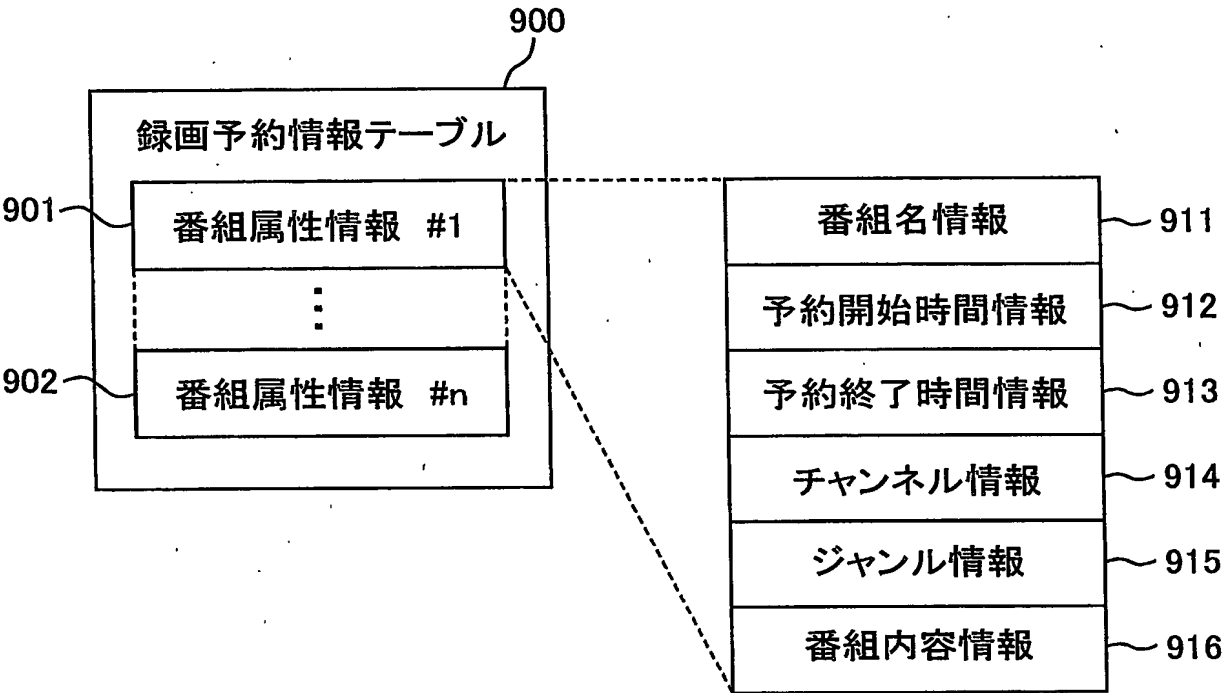 900
録画予約情報テーブル
901
番組属性情報 #1
902
番組属性情報 #n
番組名情報
911
予約開始時間情報
912
予約終了時間情報
913
チャンネル情報
914
ジャンル情報
915
番組内容情報
916